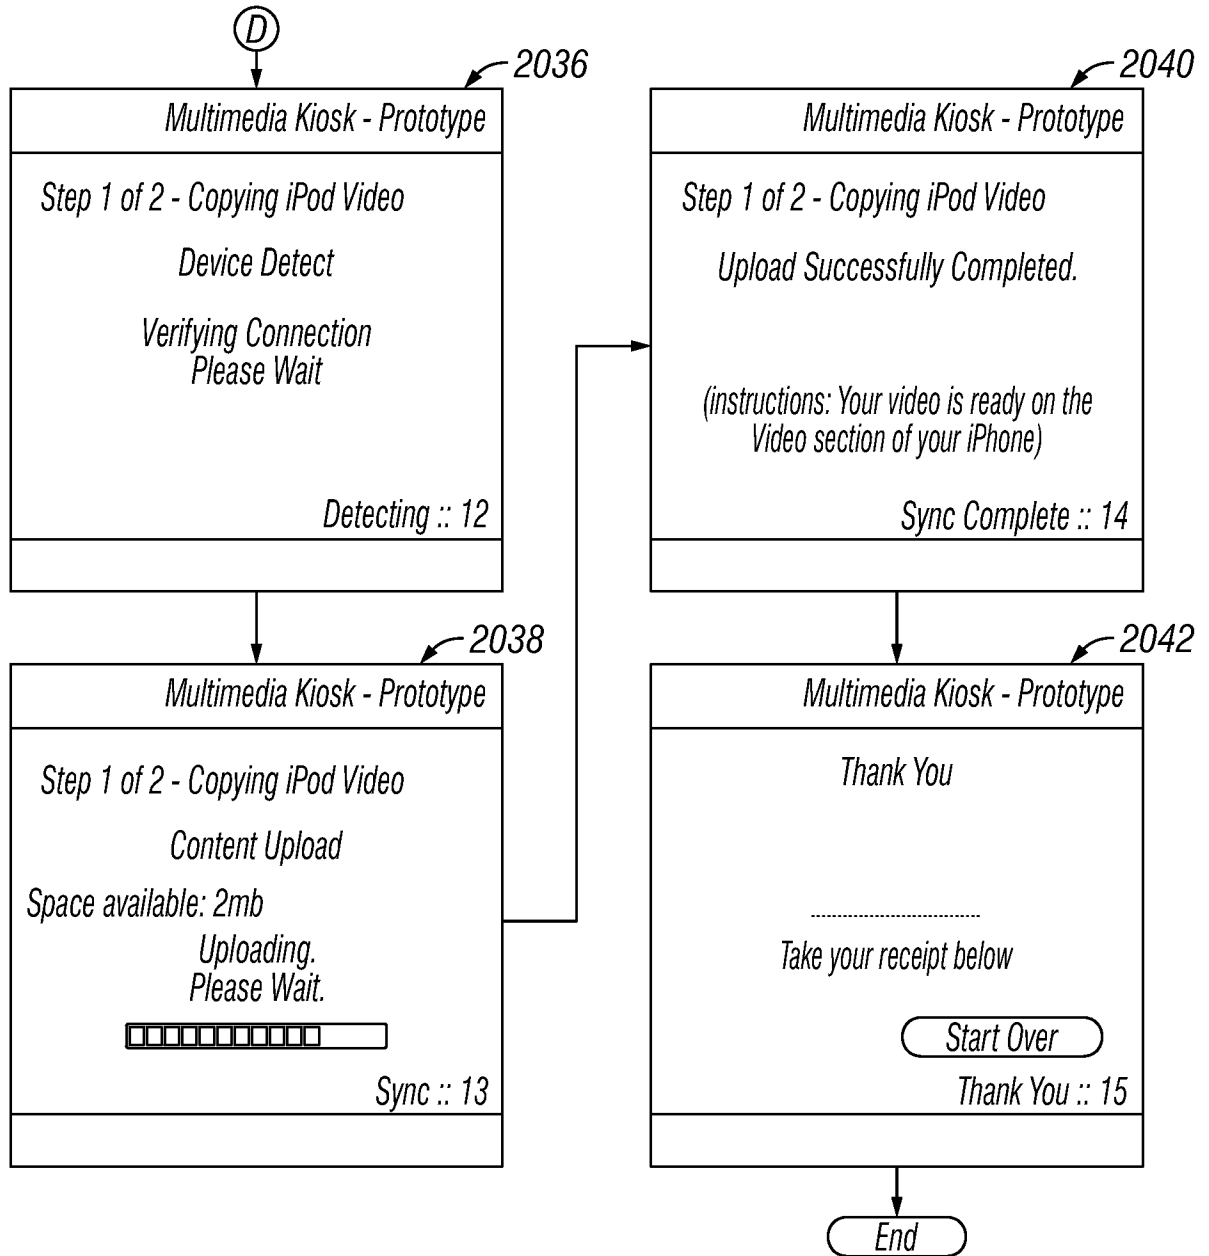 D
2036
Multimedia Kiosk - Prototype
Step 1 of 2 - Copying iPod Video
Device Detect
Verifying Connection
Please Wait
Detecting :: 12
2038
Multimedia Kiosk - Prototype
Step 1 of 2 - Copying iPod Video
Content Upload
Space available: 2mb
Uploading.
Please Wait.
Sync :: 13
2040
Multimedia Kiosk - Prototype
Step 1 of 2 - Copying iPod Video
Upload Successfully Completed.
(instructions: Your video is ready on the
Video section of your iPhone)
Sync Complete :: 14
2042
Multimedia Kiosk - Prototype
Thank You
Take your receipt below
Start Over
Thank You :: 15
End